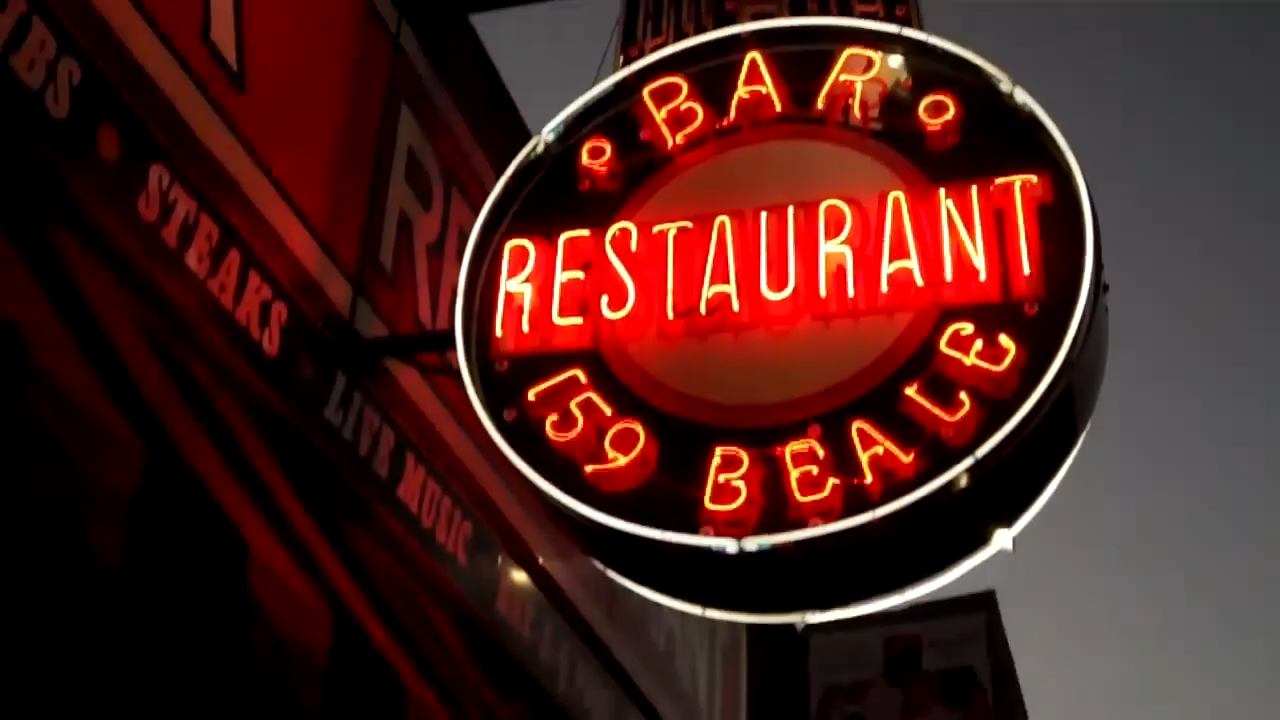 BAR
RESTAURANT
159 BEALE
STEAKS
LIVE MUSIC